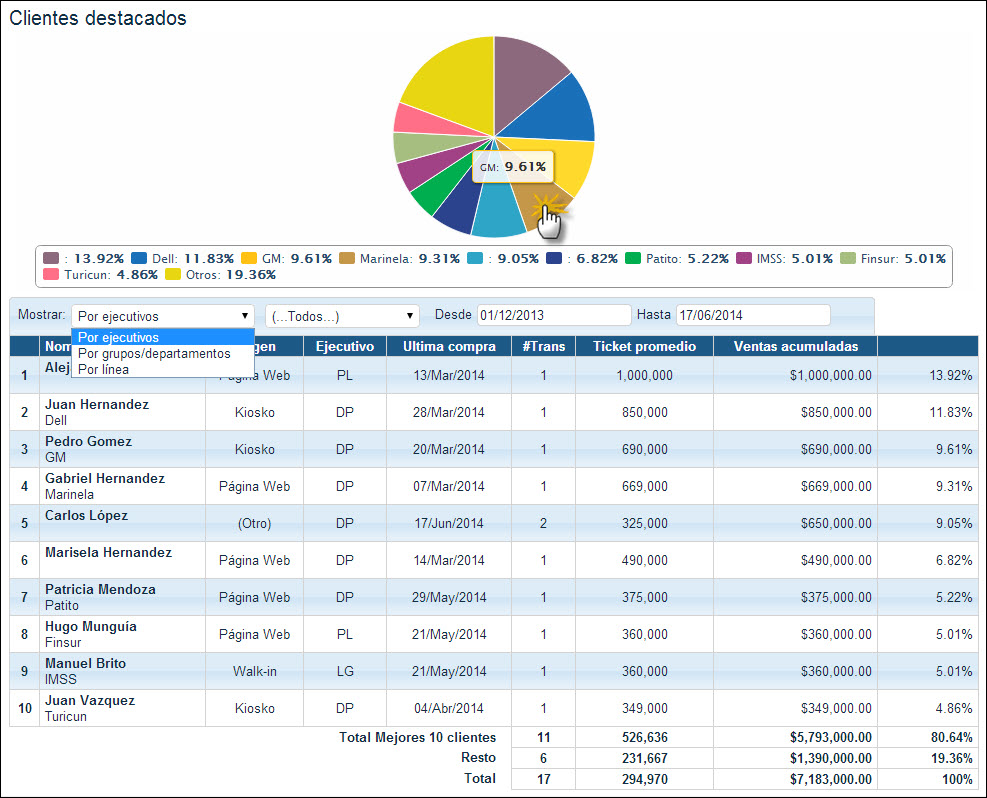 Clientes destacados
GM: 9.61%
: 13.92% Dell: 11.83% GM: 9.61% Marinela: 9.31% : 9.05% : 6.82% Patito: 5.22% IMSS: 5.01% Finsur: 5.01%
Turicun: 4.86% Otros: 19.36%
Mostrar: Por ejecutivos (...Todos...) Desde 01/12/2013 Hasta 17/06/2014
Por ejecutivos
Por grupos/departamentos
Por línea
Ejecutivo Ultima compra #Trans Ticket promedio Ventas acumuladas
1 Página Web PL 13/Mar/2014 1 1,000,000 $1,000,000.00 13.92%
2 Juan Hernandez Kiosko DP 28/Mar/2014 1 850,000 $850,000.00 11.83%
Dell
3 Pedro Gomez Kiosko DP 20/Mar/2014 1 690,000 $690,000.00 9.61%
GM
4 Gabriel Hernandez Página Web DP 07/Mar/2014 1 669,000 $669,000.00 9.31%
Marinela
5 Carlos López (Otro) DP 17/Jun/2014 2 325,000 $650,000.00 9.05%
6 Marisela Hernandez Página Web DP 14/Mar/2014 1 490,000 $490,000.00 6.82%
7 Patricia Mendoza Página Web DP 29/May/2014 1 375,000 $375,000.00 5.22%
Patito
8 Hugo Munguía Página Web PL 21/May/2014 1 360,000 $360,000.00 5.01%
Finsur
9 Manuel Brito Walk-in LG 21/May/2014 1 360,000 $360,000.00 5.01%
IMSS
10 Juan Vazquez Kiosko DP 04/Abr/2014 1 349,000 $349,000.00 4.86%
Turicun
Total Mejores 10 clientes 11 526,636 $5,793,000.00 80.64%
Resto 6 231,667 $1,390,000.00 19.36%
Total 17 294,970 $7,183,000.00 100%